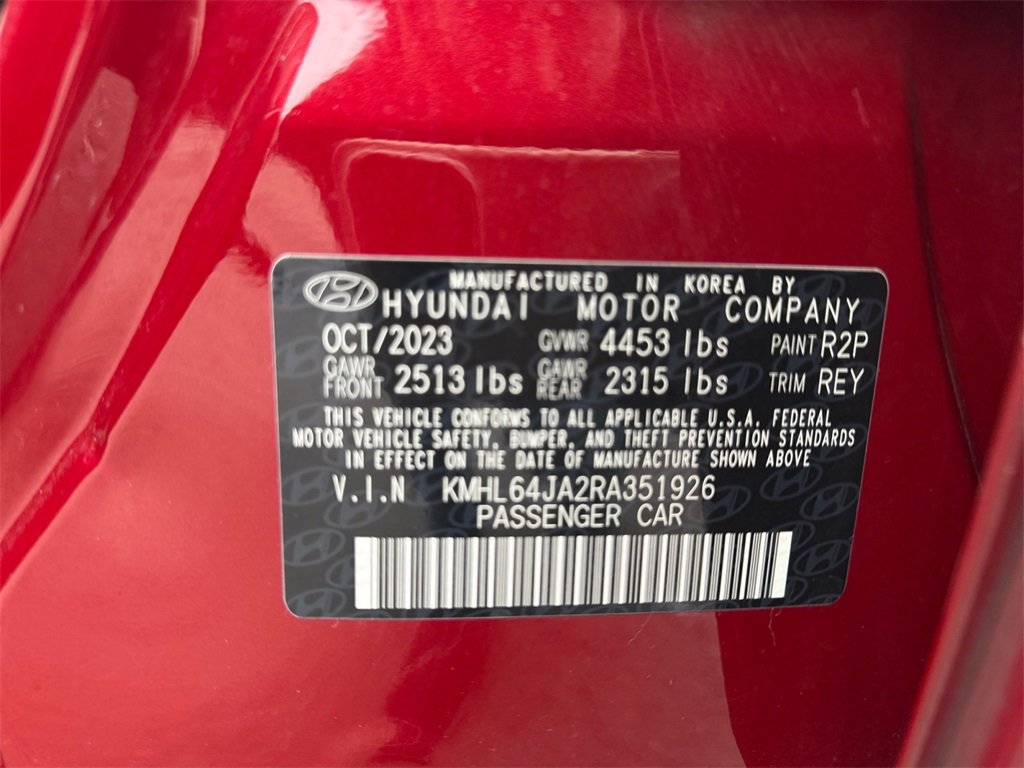 MANUFACTURED IN KOREA BY
HYUNDAI MOTOR COMPANY
OCT/2023 GVWR 4453 lbs PAINT R2P
GAWR FRONT 2513 lbs GAWR REAR 2315 lbs TRIM REY
THIS VEHICLE CONFORMS TO ALL APPLICABLE U.S.A. FEDERAL
MOTOR VEHICLE SAFETY, BUMPER, AND THEFT PREVENTION STANDARDS
IN EFFECT ON THE DATE OF MANUFACTURE SHOWN ABOVE
V.I.N KMHL64JA2RA351926
PASSENGER CAR